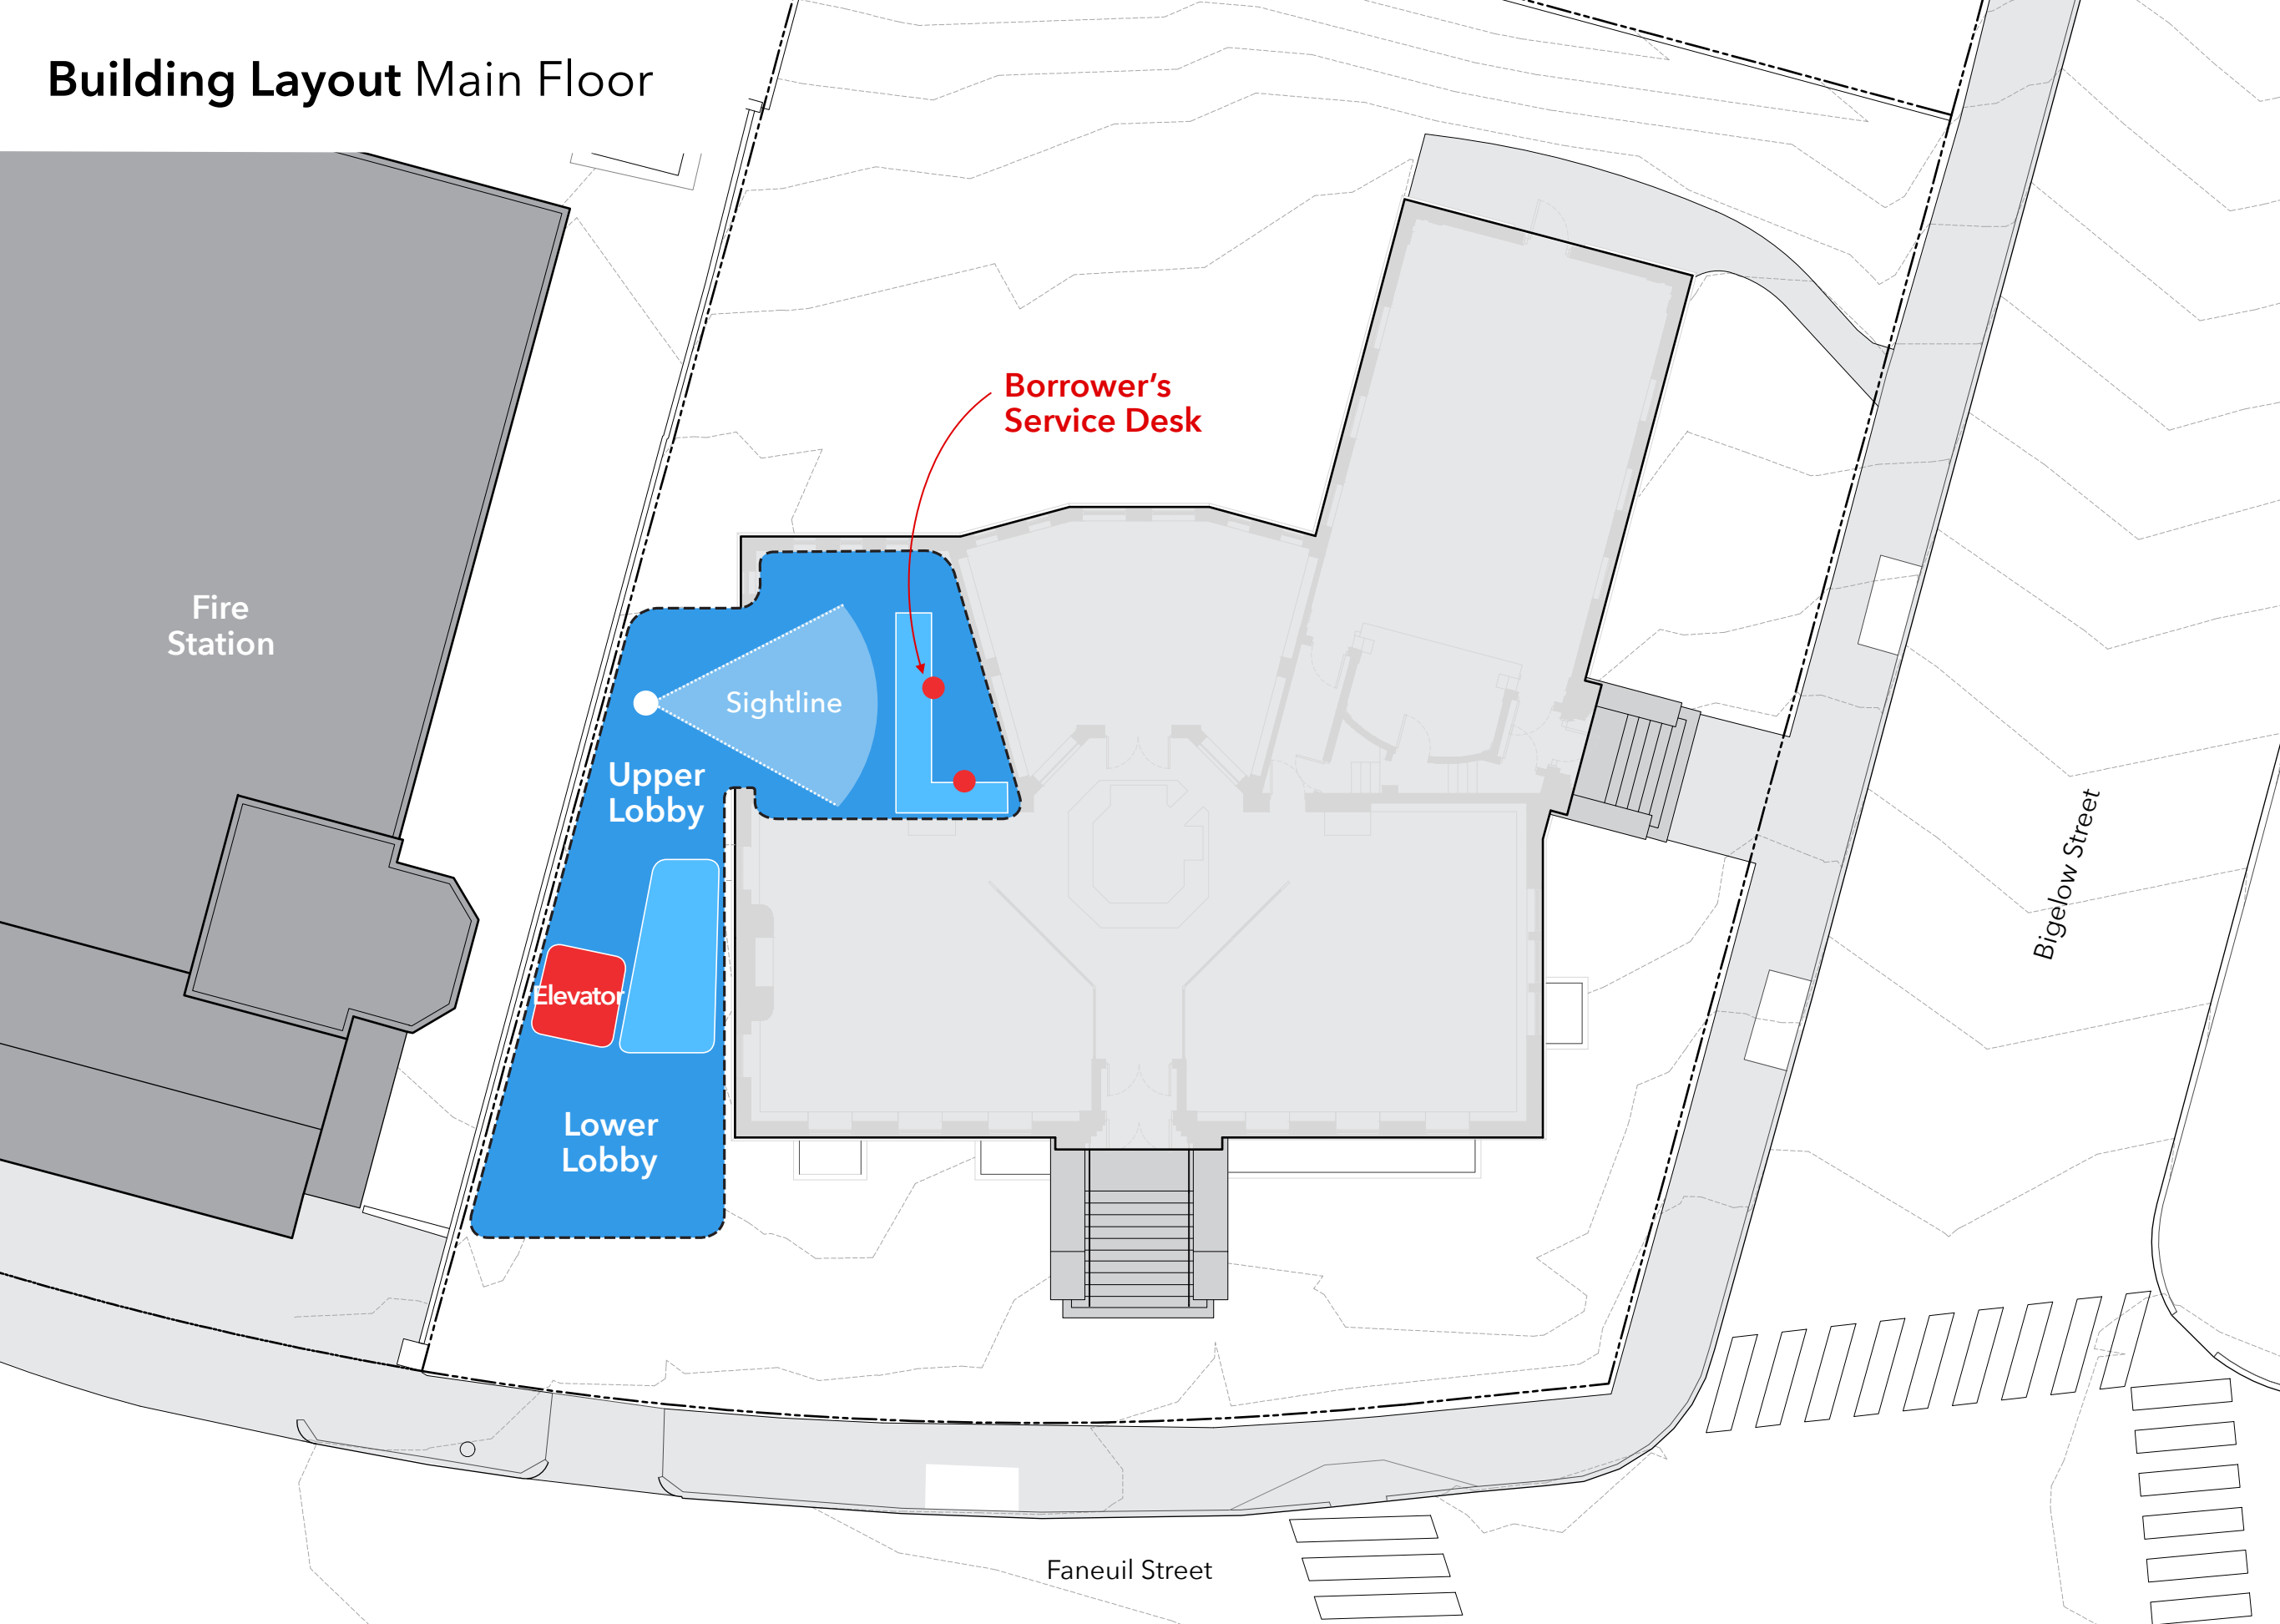 Building Layout Main Floor
Borrower’s
Service Desk
Fire
Station
Sightline
Upper
Lobby
Elevator
Lower
Lobby
Bigelow Street
Faneuil Street